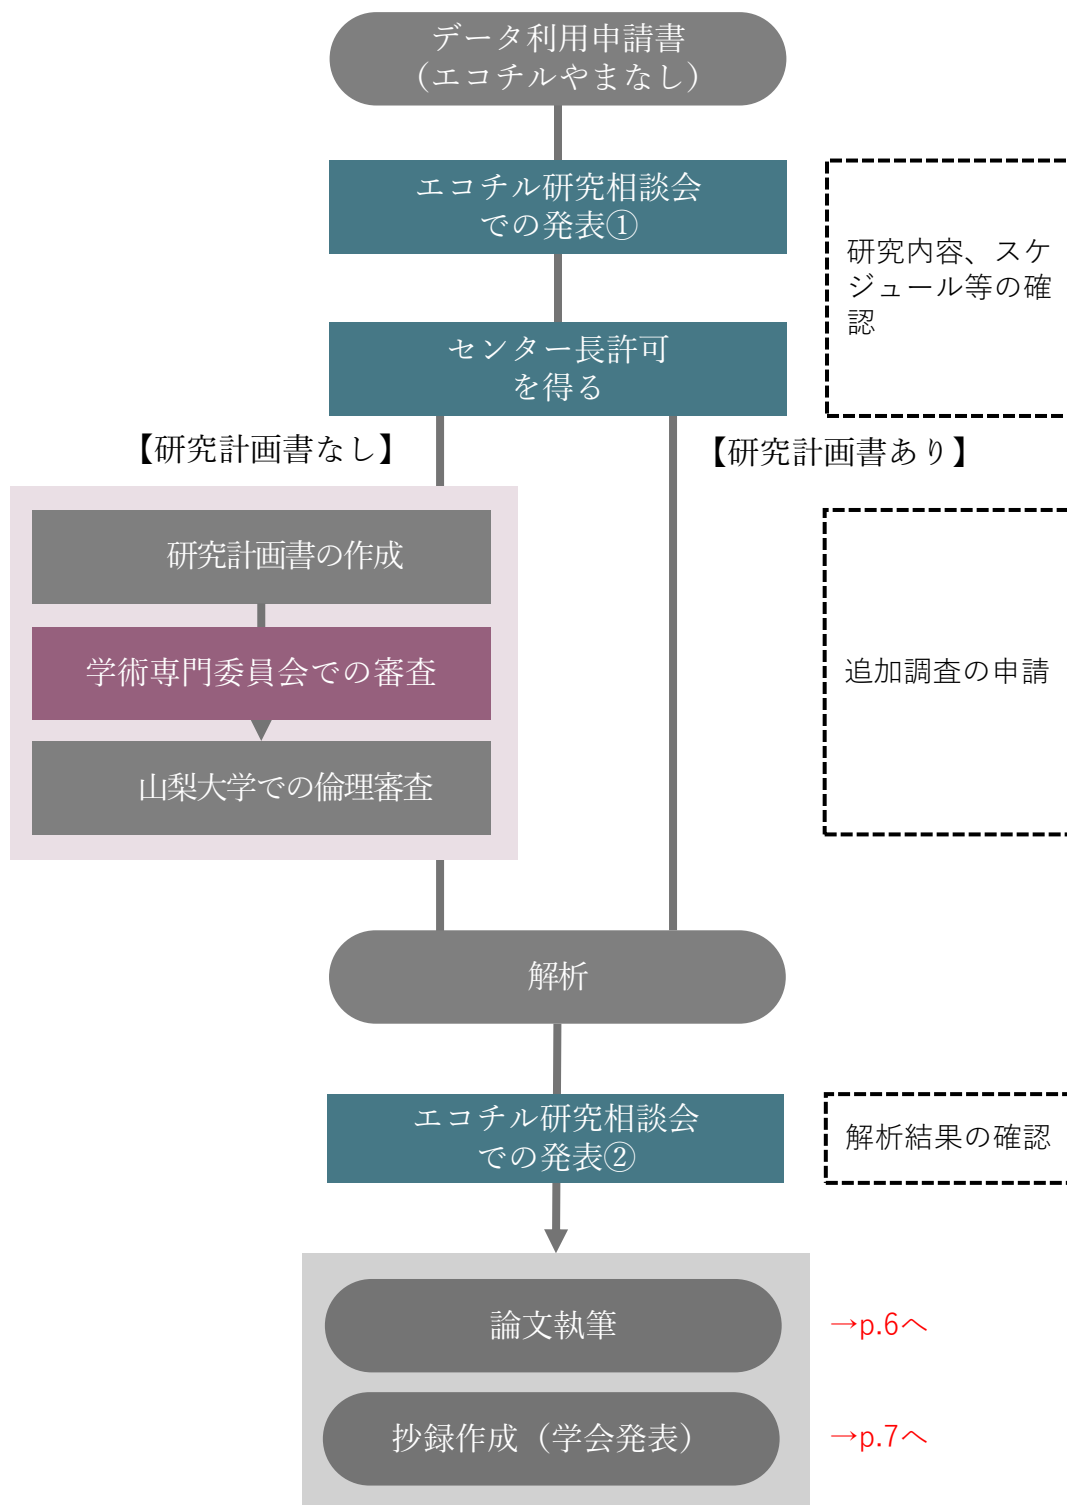 データ利用申請書
（エコチルやまなし）
エコチル研究相談会
での発表①
研究内容、スケ
ジュール等の確
認
センター長許可
を得る
【研究計画書なし】
【研究計画書あり】
研究計画書の作成
学術専門委員会での審査
山梨大学での倫理審査
追加調査の申請
解析
エコチル研究相談会
での発表②
解析結果の確認
論文執筆
→p.6へ
抄録作成（学会発表）
→p.7へ